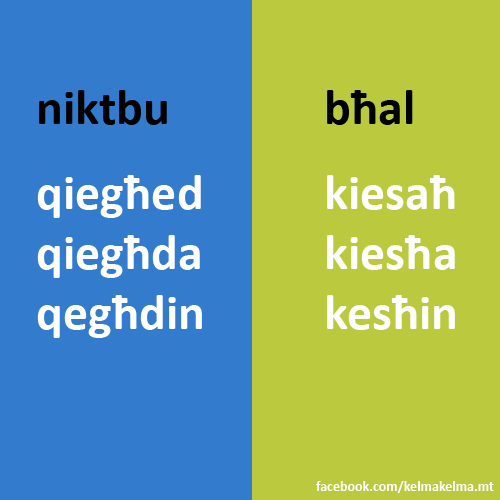 niktbu
bħal
qiegħed
kiesaħ
qiegħda
kiesħa
qegħdin
kesħin
facebook.com/kelmakelma.mt